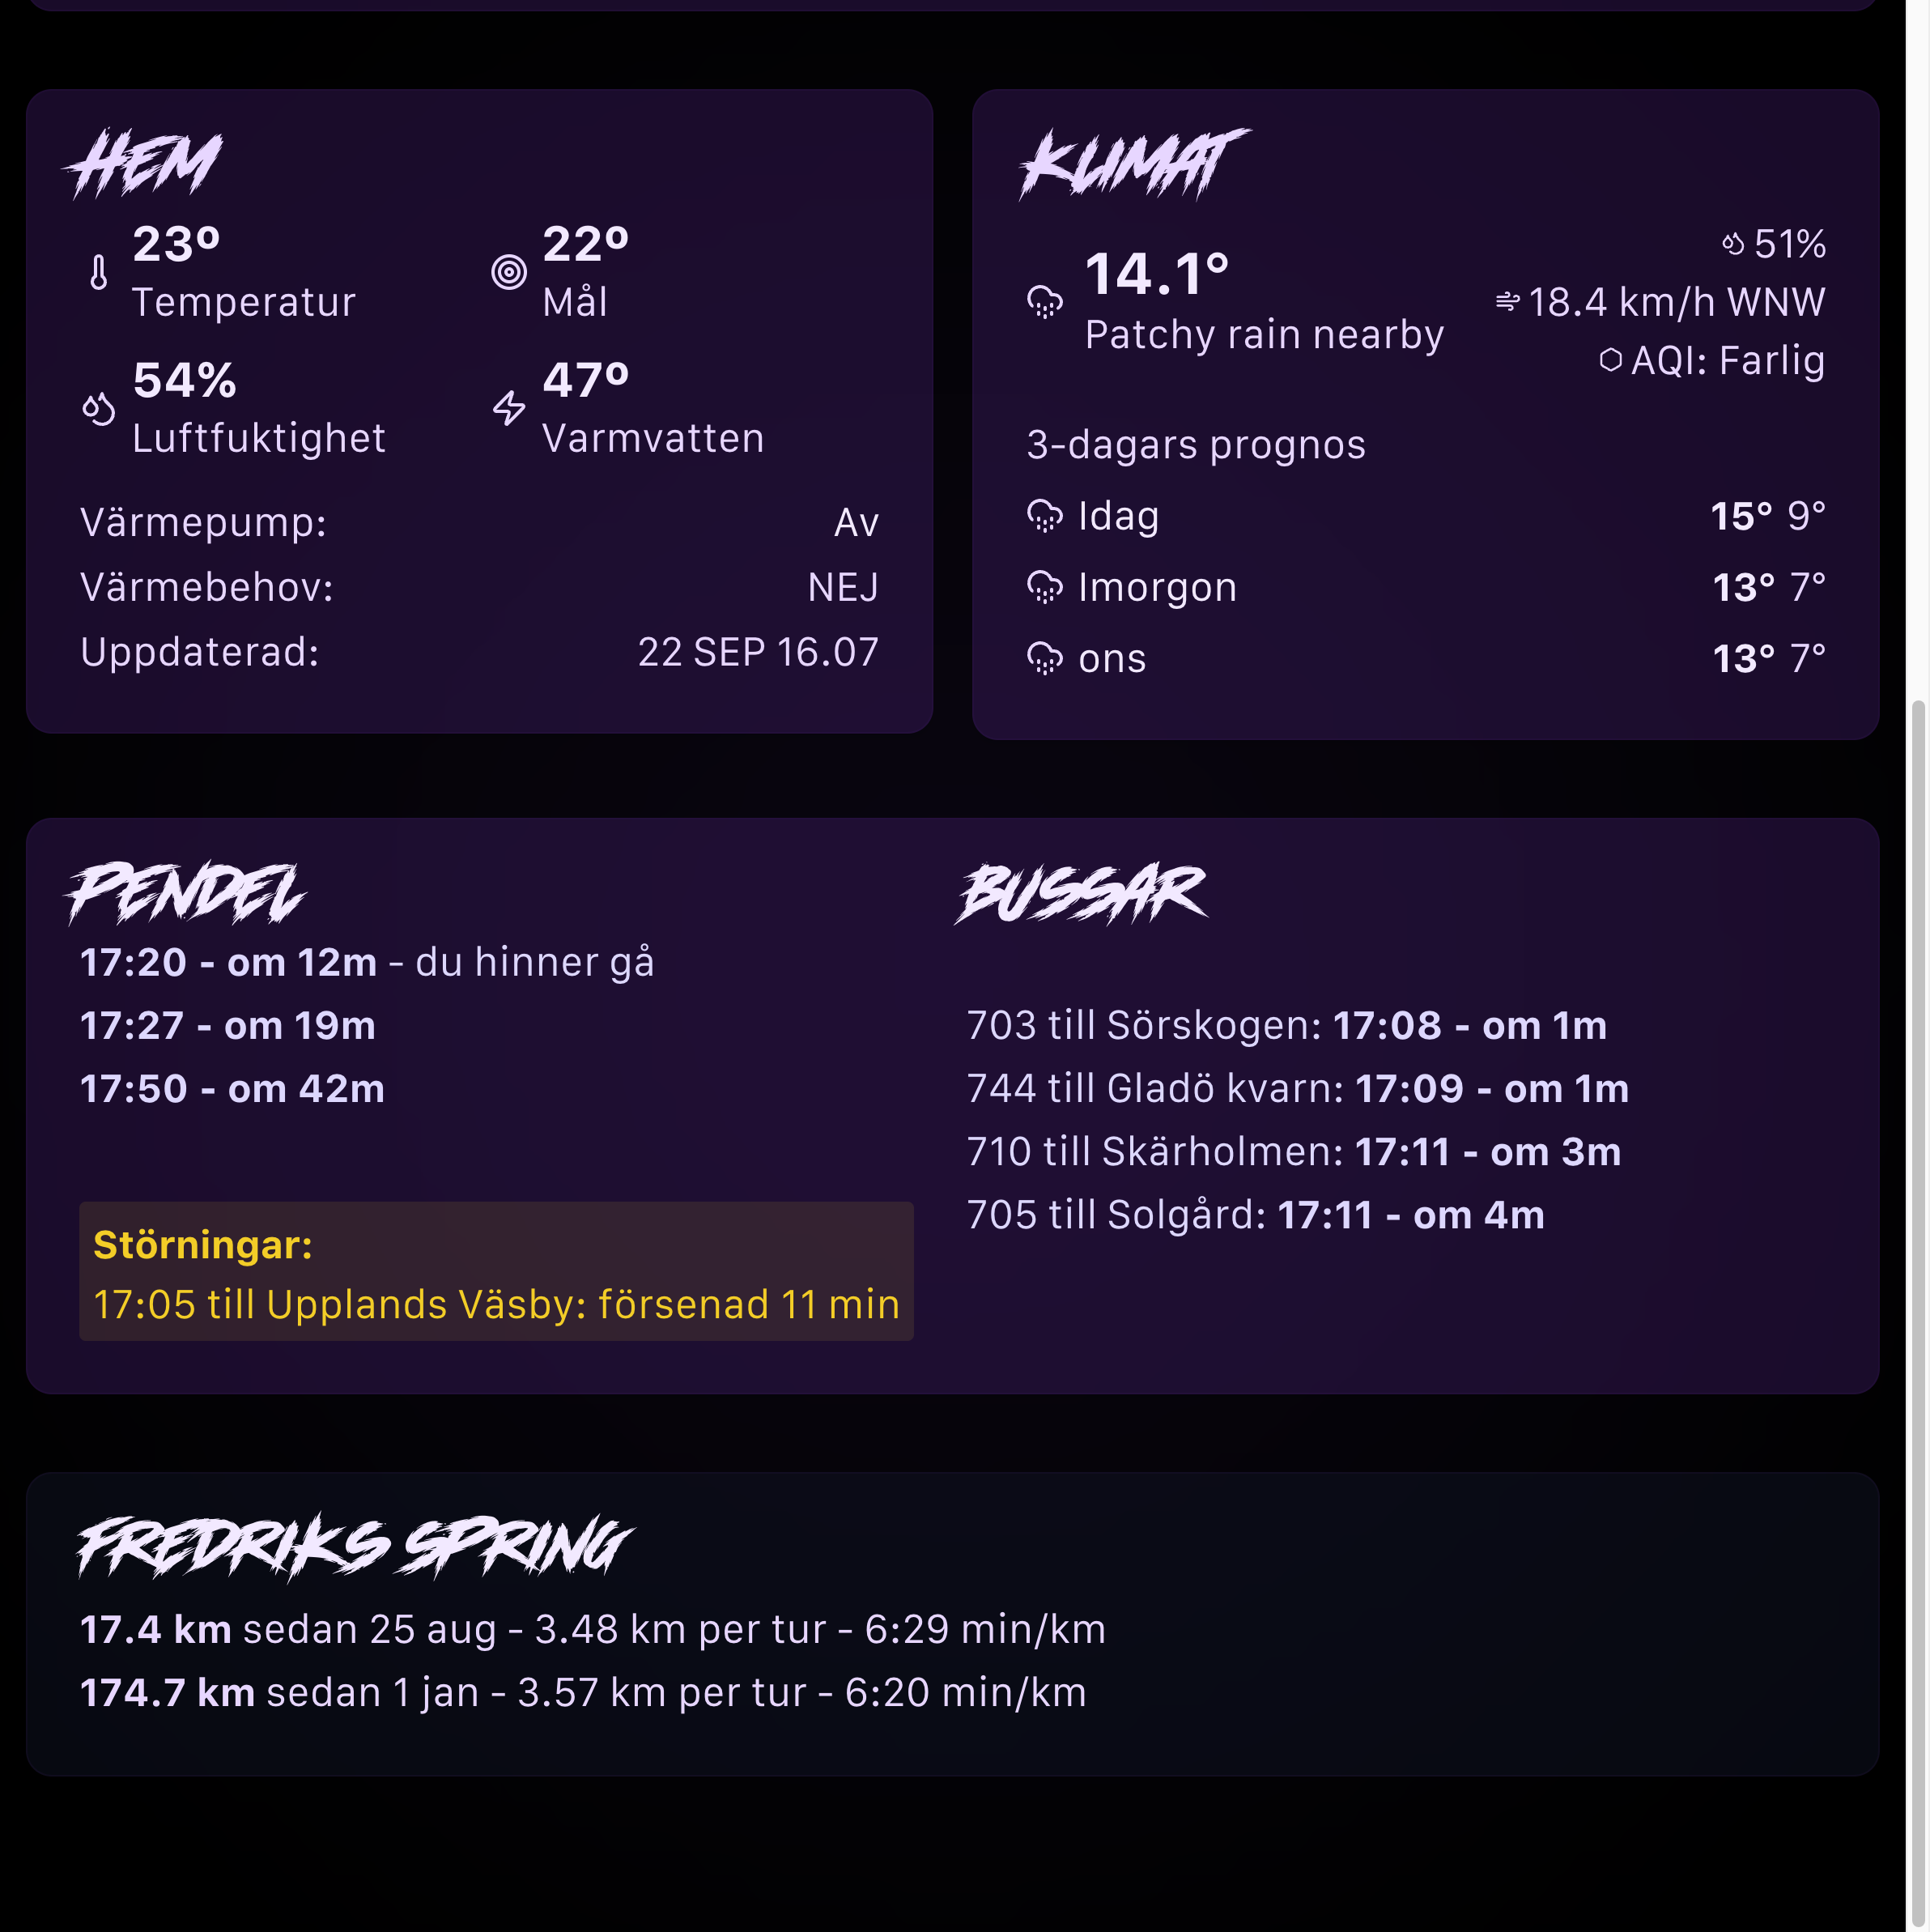 HEM
23º
Temperatur
22º
Mål
54%
Luftfuktighet
47º
Varmvatten
Värmepump: Av
Värmebehov: NEJ
Uppdaterad: 22 SEP 16.07
KLIMAT
14.1°
Patchy rain nearby
51%
18.4 km/h WNW
AQI: Farlig
3-dagars prognos
Idag 15° 9°
Imorgon 13° 7°
ons 13° 7°
PENDEL
17:20 - om 12m - du hinner gå
17:27 - om 19m
17:50 - om 42m
Störningar:
17:05 till Upplands Väsby: försenad 11 min
BUSSAR
703 till Sörskogen: 17:08 - om 1m
744 till Gladö kvarn: 17:09 - om 1m
710 till Skärholmen: 17:11 - om 3m
705 till Solgård: 17:11 - om 4m
FREDRIKS SPRING
17.4 km sedan 25 aug - 3.48 km per tur - 6:29 min/km
174.7 km sedan 1 jan - 3.57 km per tur - 6:20 min/km